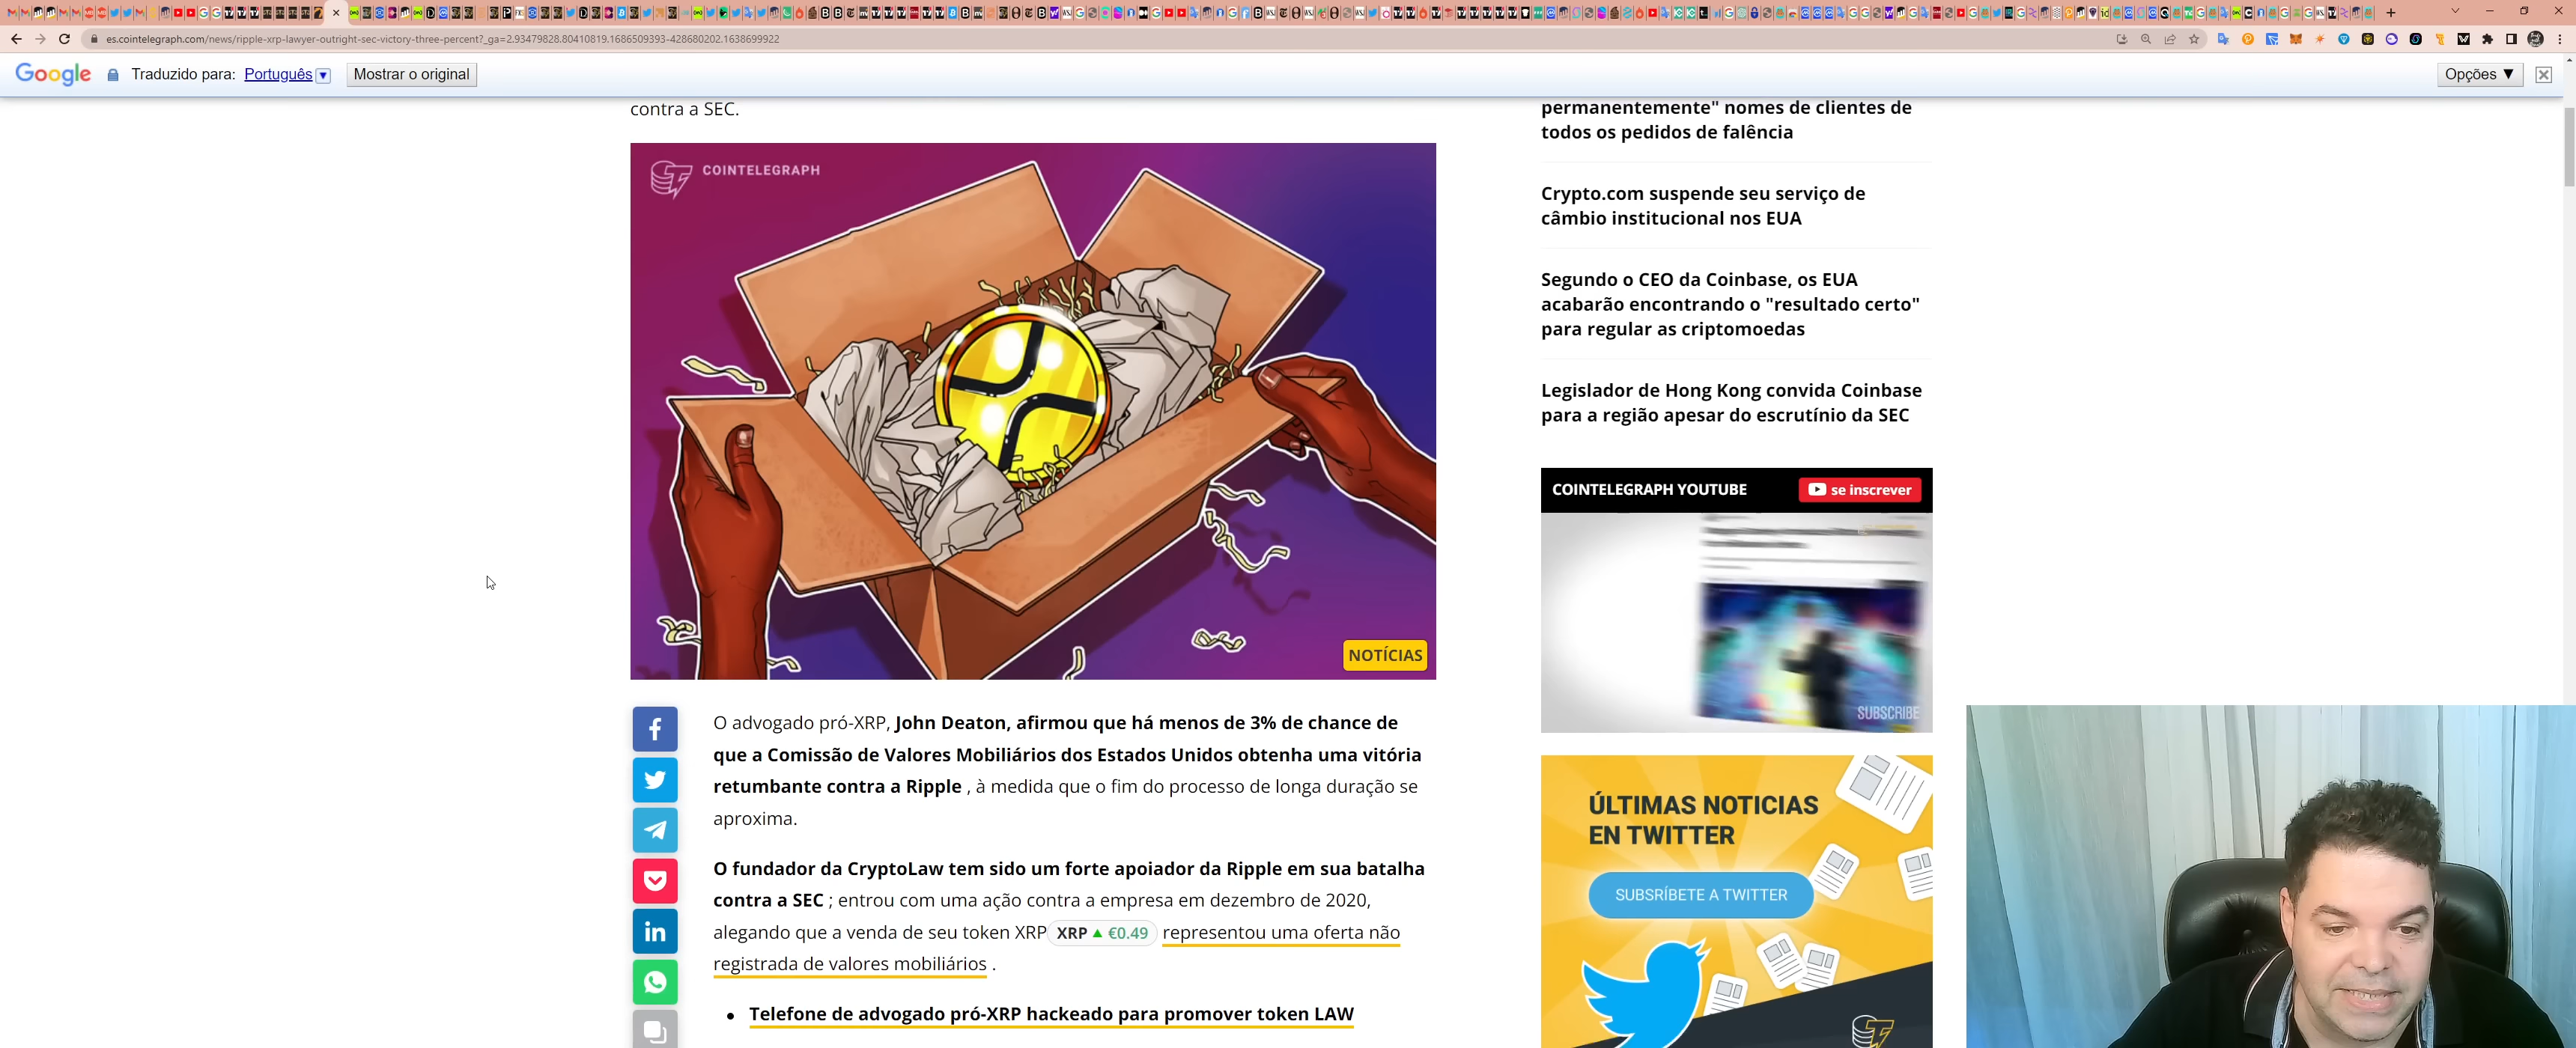 es.cointelegraph.com/news/ripple-xrp-lawyer-outright-sec-victory-three-percent?_ga=2.93479828.80410819.1686509393-428680202.1638699922
Google
Traduzido para: Português
Mostrar o original
Opções ▼
contra a SEC.
COINTELEGRAPH
NOTÍCIAS
O advogado pró-XRP, John Deaton, afirmou que há menos de 3% de chance de
que a Comissão de Valores Mobiliários dos Estados Unidos obtenha uma vitória
retumbante contra a Ripple , à medida que o fim do processo de longa duração se
aproxima.
O fundador da CryptoLaw tem sido um forte apoiador da Ripple em sua batalha
contra a SEC ; entrou com uma ação contra a empresa em dezembro de 2020,
alegando que a venda de seu token XRP XRP ▲ €0.49 representou uma oferta não
registrada de valores mobiliários .
• Telefone de advogado pró-XRP hackeado para promover token LAW
permanentemente" nomes de clientes de
todos os pedidos de falência
Crypto.com suspende seu serviço de
câmbio institucional nos EUA
Segundo o CEO da Coinbase, os EUA
acabarão encontrando o "resultado certo"
para regular as criptomoedas
Legislador de Hong Kong convida Coinbase
para a região apesar do escrutínio da SEC
COINTELEGRAPH YOUTUBE
se inscrever
SUBSCRIBE
ÚLTIMAS NOTICIAS
EN TWITTER
SUBSRÍBETE A TWITTER